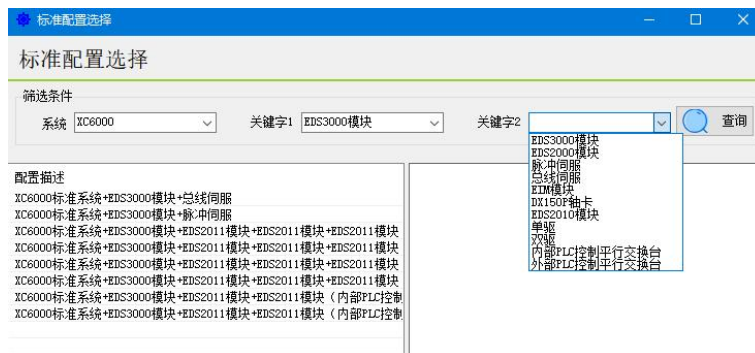 标准配置选择
标准配置选择
筛选条件
系统 XC6000 关键字1 EDS3000模块 关键字2 查询
EDS3000模块
EDS2000模块
脉冲伺服
总线伺服
EIM模块
DX150P轴卡
EDS2010模块
单驱
双驱
内部PLC控制平行交换台
外部PLC控制平行交换台
配置描述
XC6000标准系统+EDS3000模块+总线伺服
XC6000标准系统+EDS3000模块+脉冲伺服
XC6000标准系统+EDS3000模块+EDS2011模块+EDS2011模块+EDS2011模块
XC6000标准系统+EDS3000模块+EDS2011模块+EDS2011模块+EDS2011模块
XC6000标准系统+EDS3000模块+EDS2011模块+EDS2011模块+EDS2011模块
XC6000标准系统+EDS3000模块+EDS2011模块+EDS2011模块+EDS2011模块
XC6000标准系统+EDS3000模块+EDS2011模块+EDS2011模块（内部PLC控制
XC6000标准系统+EDS3000模块+EDS2011模块+EDS2011模块（内部PLC控制